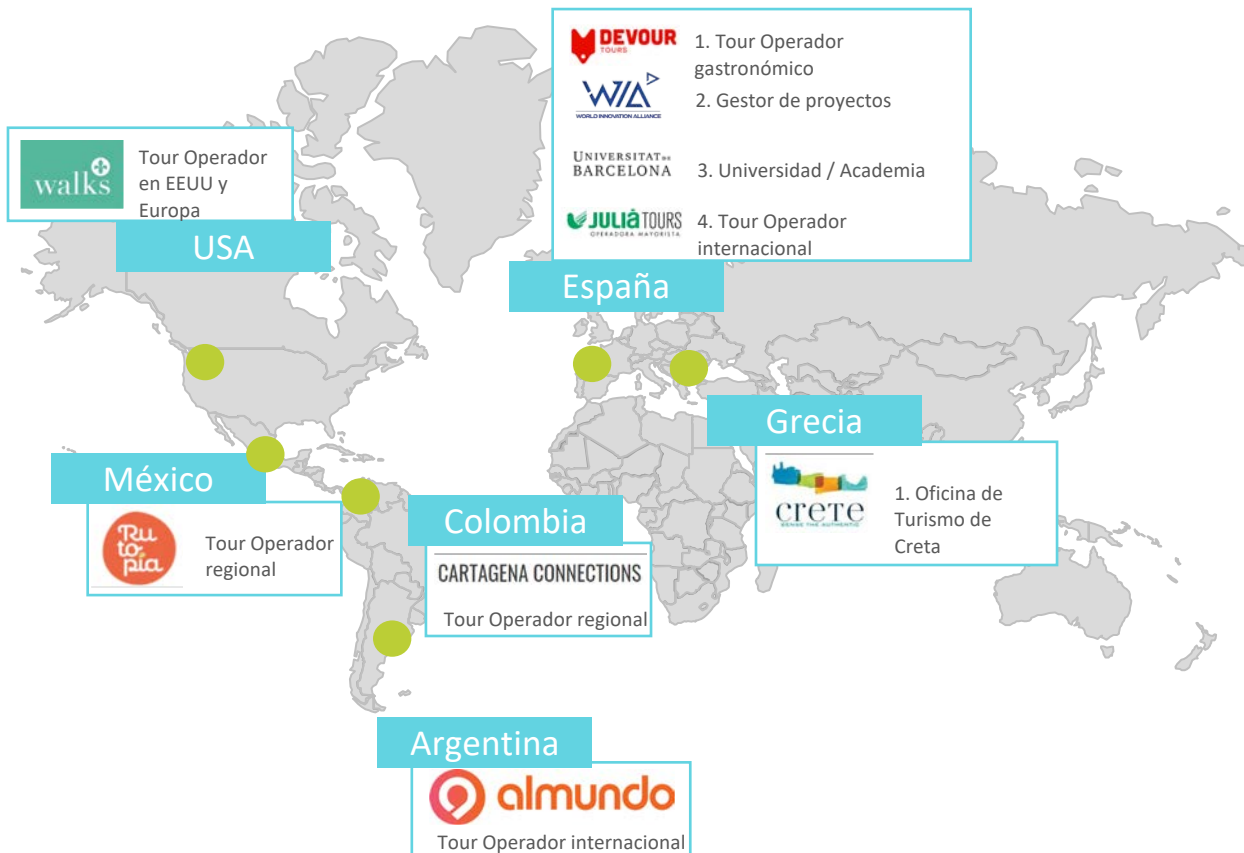 DEVOUR
TOURS
1. Tour Operador
gastronómico
WIA
WORLD INNOVATION ALLIANCE
2. Gestor de proyectos
UNIVERSITAT DE
BARCELONA
3. Universidad / Academia
JULIÀ TOURS
OPERADORA MAYORISTA
4. Tour Operador
internacional
España
walks
Tour Operador
en EEUU y
Europa
USA
Grecia
crete
SENSE THE AUTHENTIC
1. Oficina de
Turismo de
Creta
México
Ru
to
pía
Tour Operador
regional
Colombia
CARTAGENA CONNECTIONS
Tour Operador regional
Argentina
almundo
Tour Operador internacional